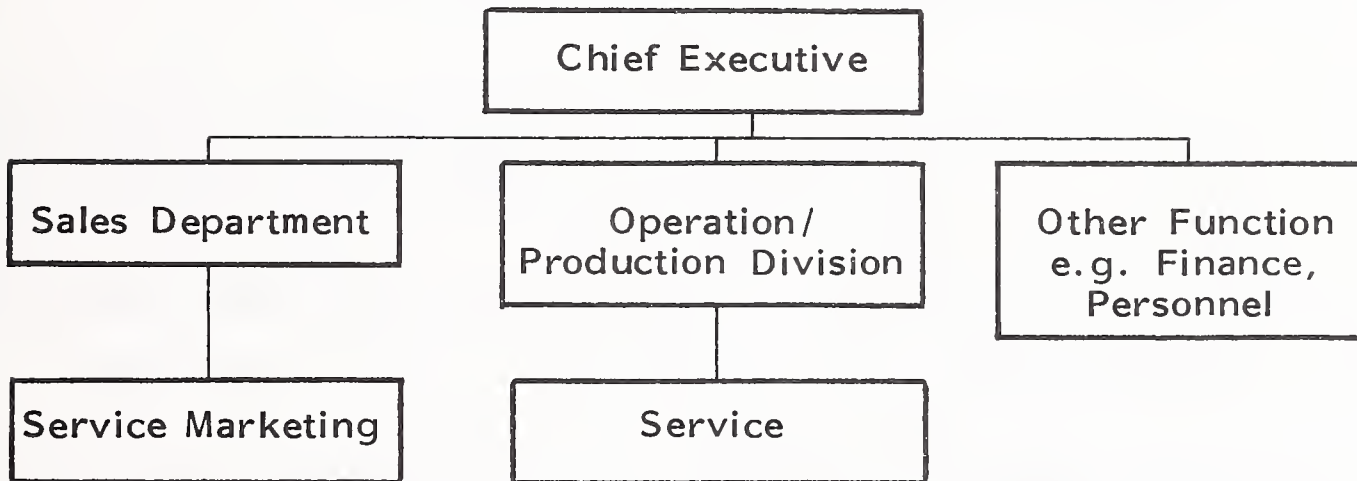 Chief Executive
Sales Department
Operation/
Production Division
Other Function
e.g. Finance,
Personnel
Service Marketing
Service